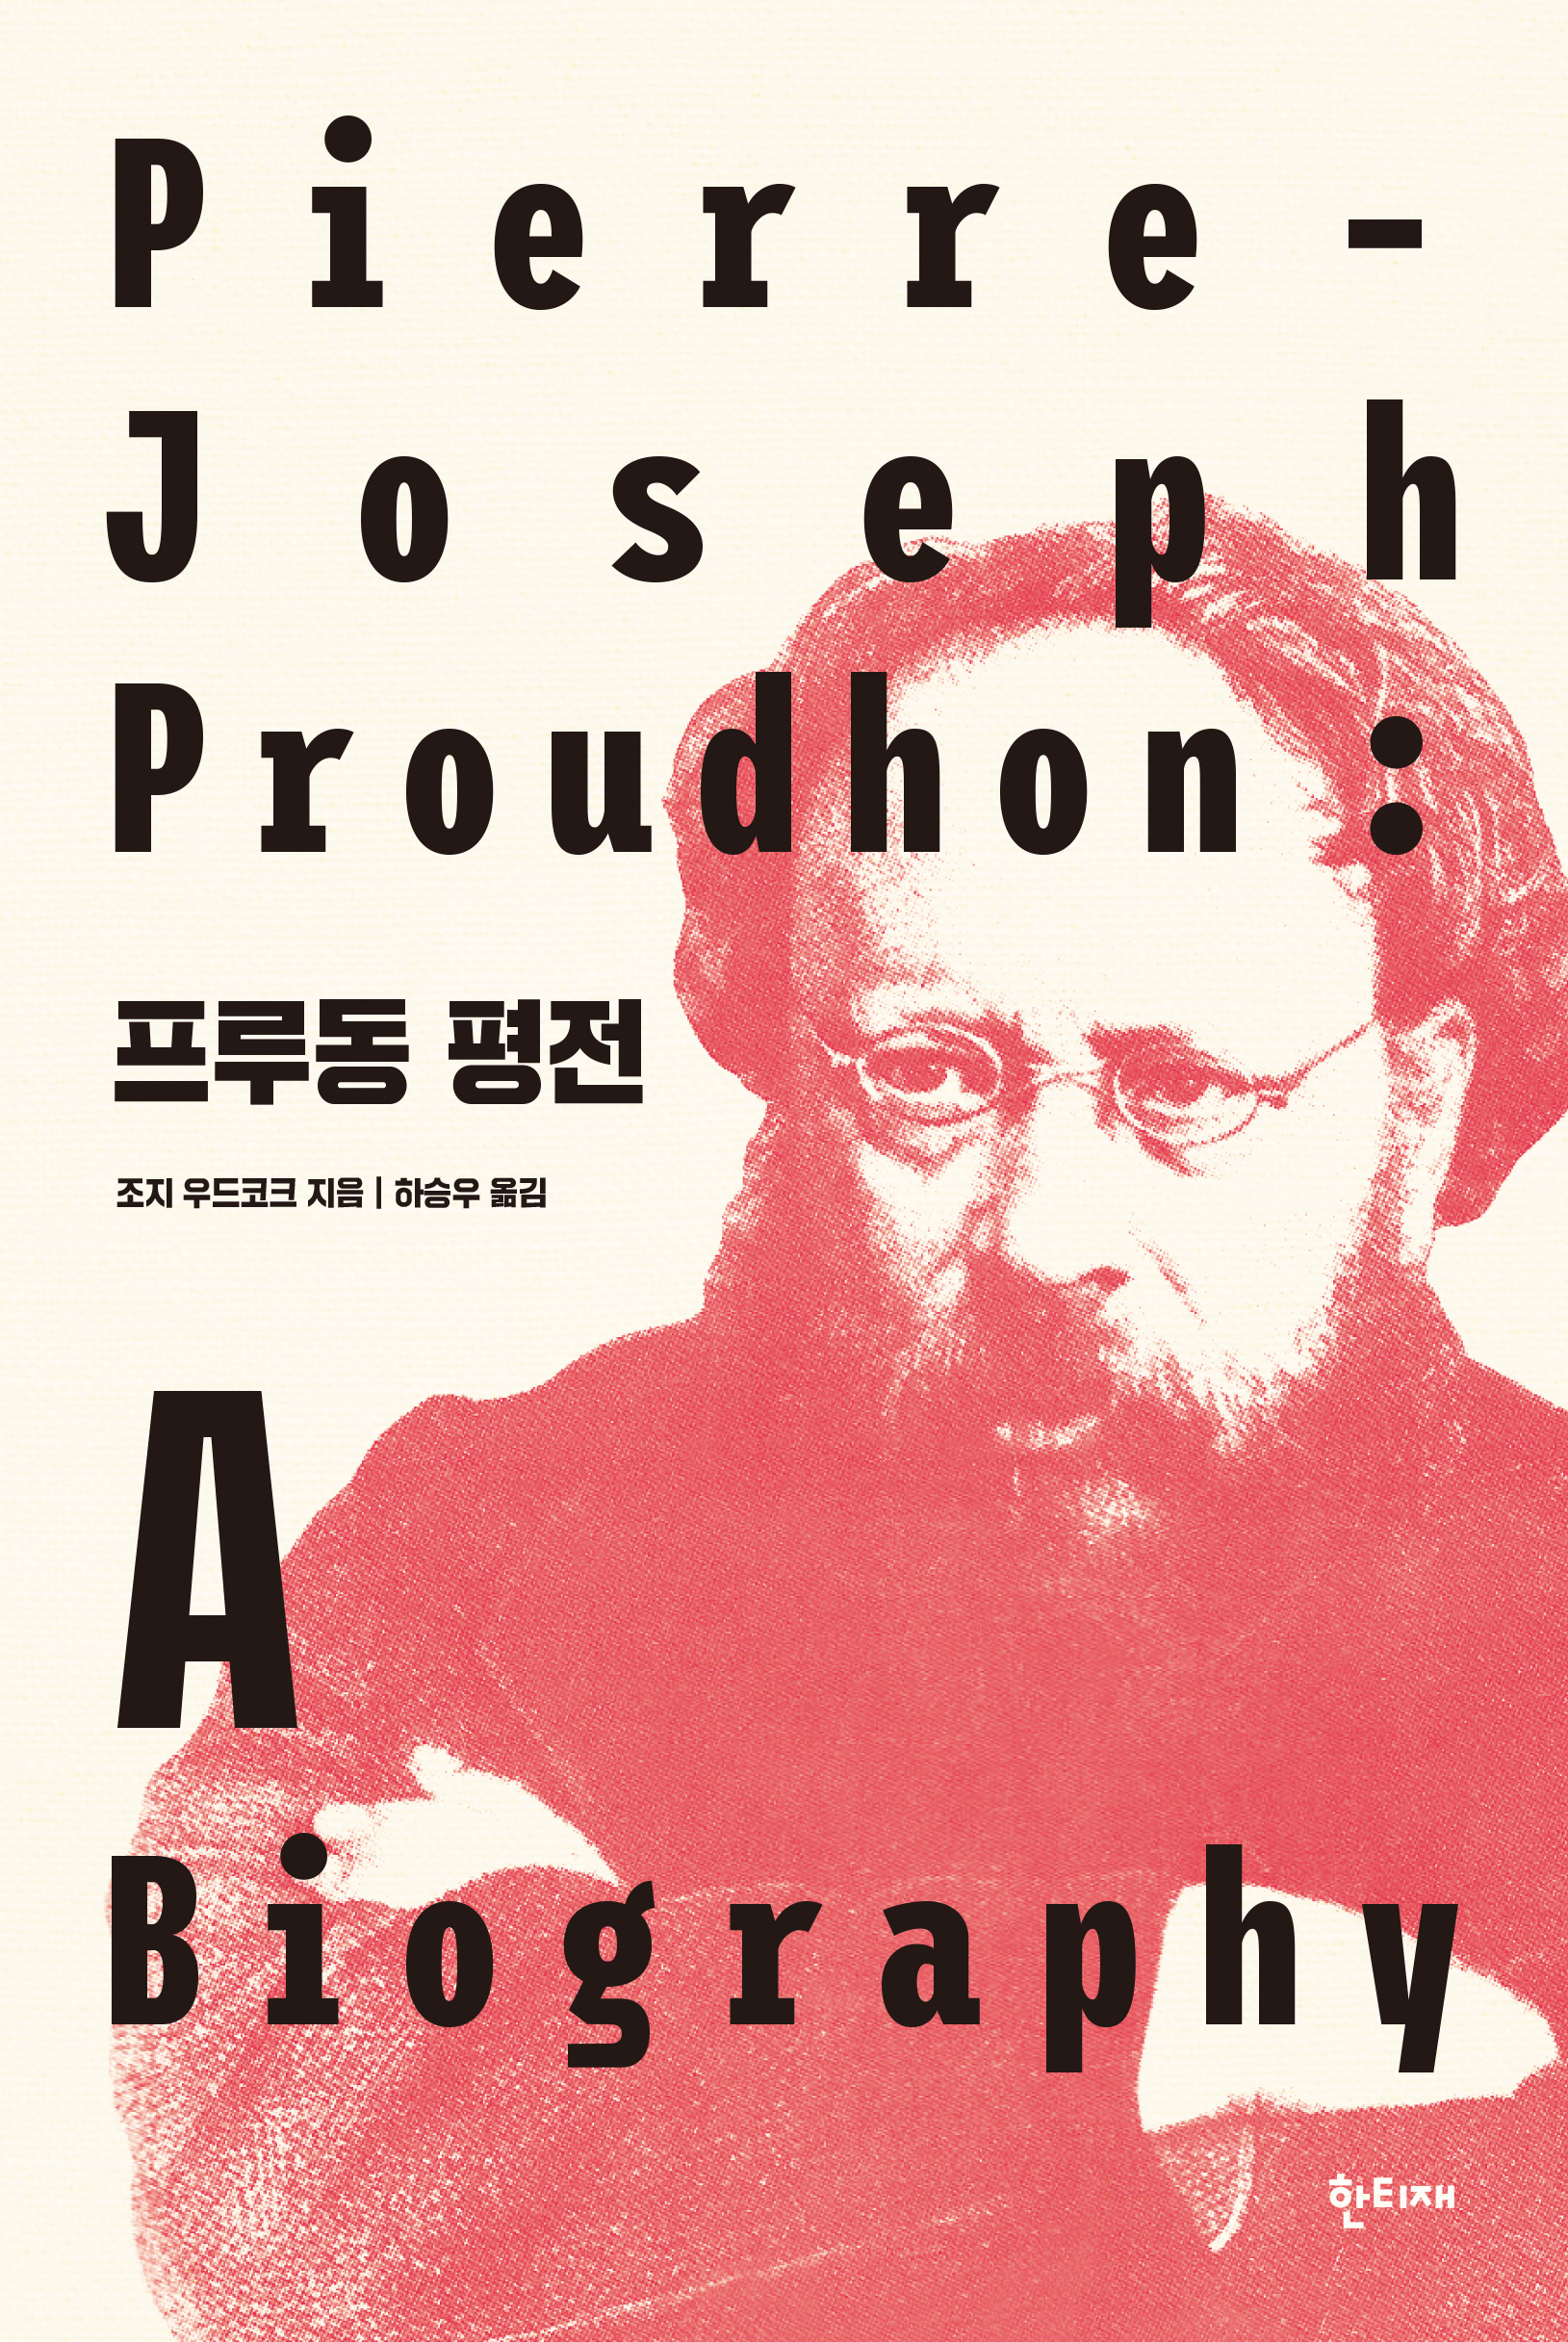 Pierre-
Joseph
Proudhon:
프루동 평전
조지 우드코크 지음 | 하승우 옮김
A
Biography
한티재